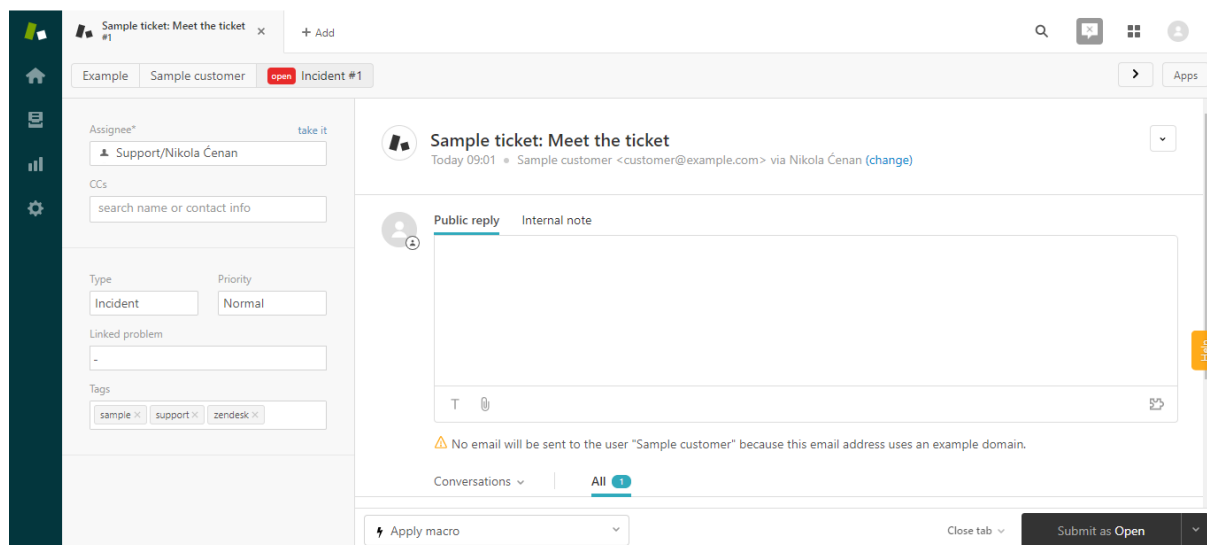 Sample ticket: Meet the ticket
#1
+ Add
Example
Sample customer
open Incident #1
Apps
Assignee*
take it
Support/Nikola Ćenan
CCs
search name or contact info
Type
Priority
Incident
Normal
Linked problem
-
Tags
sample ×
support ×
zendesk ×
Sample ticket: Meet the ticket
Today 09:01 • Sample customer <customer@example.com> via Nikola Ćenan (change)
Public reply
Internal note
T
No email will be sent to the user "Sample customer" because this email address uses an example domain.
Conversations
All 1
Apply macro
Close tab
Submit as Open